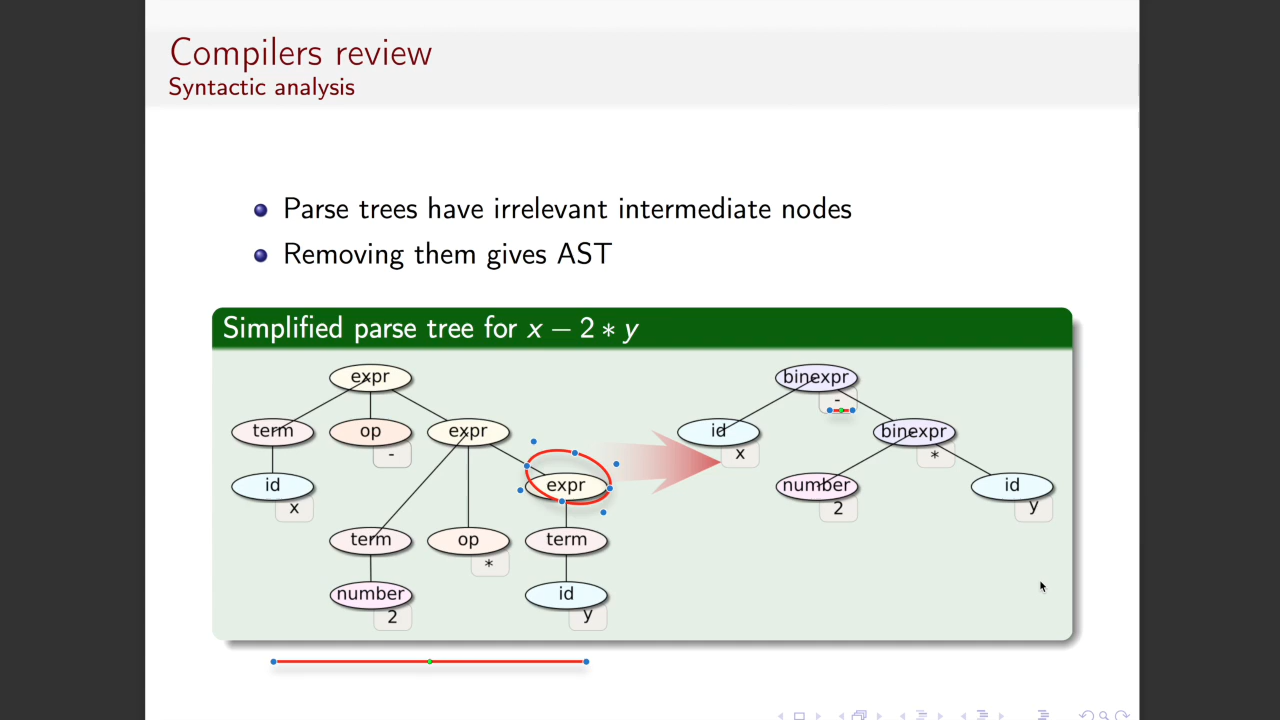 Compilers review
Syntactic analysis
Parse trees have irrelevant intermediate nodes
Removing them gives AST
Simplified parse tree for x − 2 ∗ y
expr
binexpr
-
term
op
expr
id
binexpr
-
x
*
id
expr
number
id
x
2
y
term
op
term
*
number
id
2
y